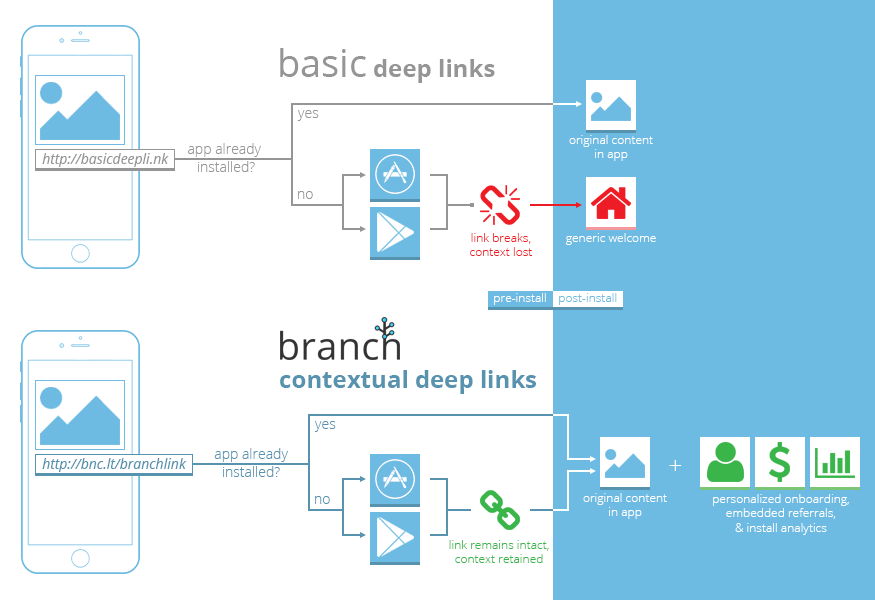 basic deep links
http://basicdeepli.nk
app already
installed?
yes
no
original content
in app
link breaks,
context lost
generic welcome
pre-install
post-install
branch
contextual deep links
http://bnc.lt/branchlink
app already
installed?
yes
no
link remains intact,
context retained
original content
in app
+
$
personalized onboarding,
embedded referrals,
& install analytics